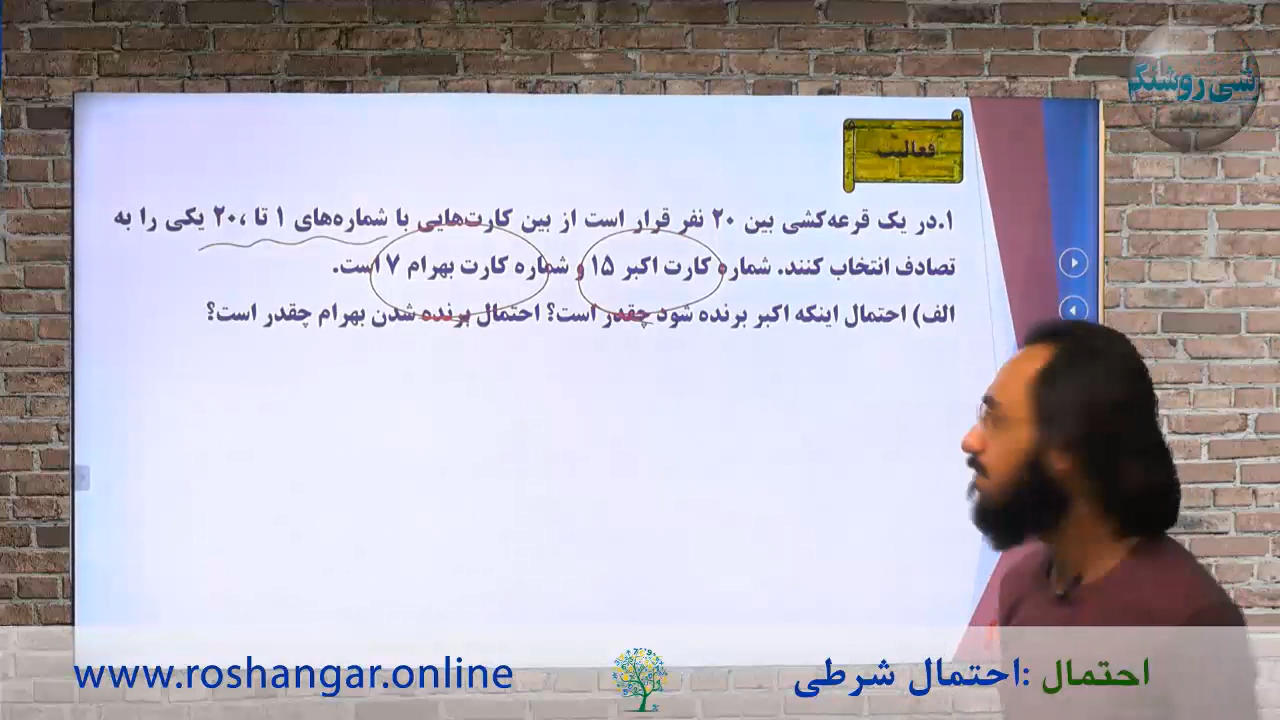 شی روشنگ
فعالیت
۱.در یک قرعه‌کشی بین ۲۰ نفر قرار است از بین کارت‌هایی با شماره‌های ۱ تا ۲۰، یکی را به
تصادف انتخاب کنند. شماره کارت اکبر ۱۵ و شماره کارت بهرام ۷ است.
الف) احتمال اینکه اکبر برنده شود چقدر است؟ احتمال برنده شدن بهرام چقدر است؟
احتمال :احتمال شرطی
www.roshangar.online